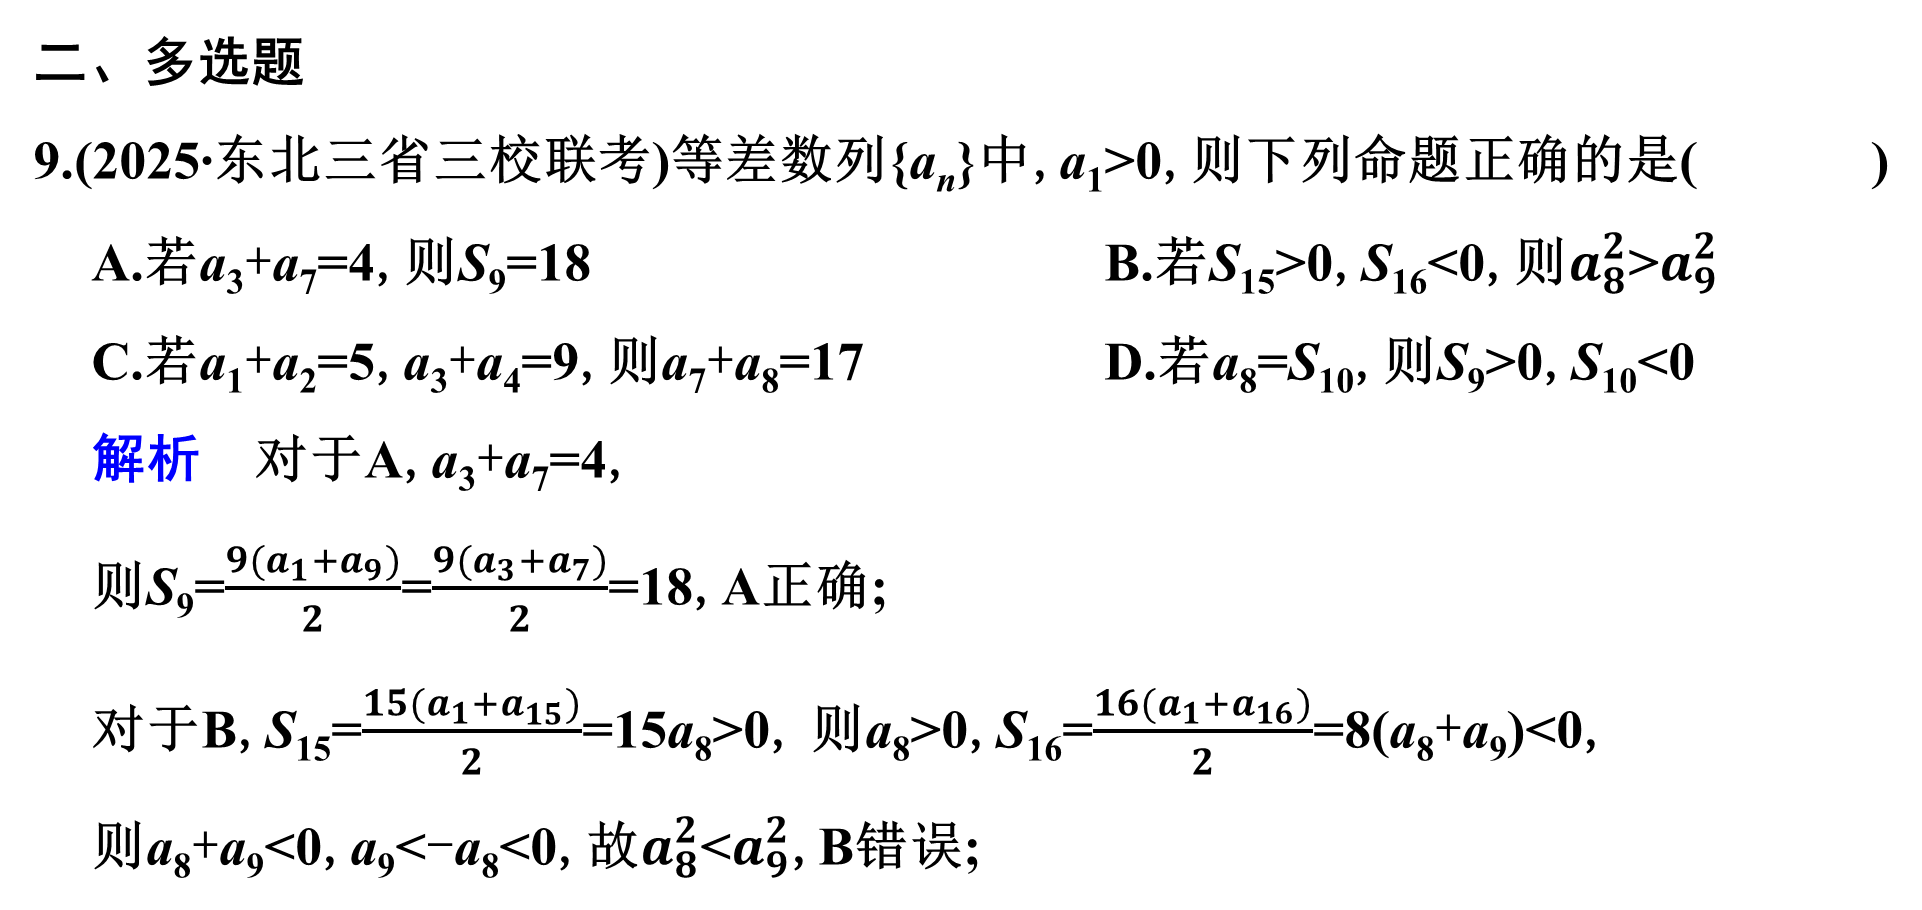 二、多选题
9.(2025·东北三省三校联考)等差数列{aₙ}中, a₁>0, 则下列命题正确的是(  )
A.若a₃+a₇=4, 则S₉=18  B.若S₁₅>0, S₁₆<0, 则a₈²>a₉²
C.若a₁+a₂=5, a₃+a₄=9, 则a₇+a₈=17  D.若a₈=S₁₀, 则S₉>0, S₁₀<0
解析 对于A, a₃+a₇=4,
则S₉=9(a₁+a₉)/2=9(a₃+a₇)/2=18, A正确;
对于B, S₁₅=15(a₁+a₁₅)/2=15a₈>0, 则a₈>0, S₁₆=16(a₁+a₁₆)/2=8(a₈+a₉)<0,
则a₈+a₉<0, a₉<−a₈<0, 故a₈²<a₉², B错误;